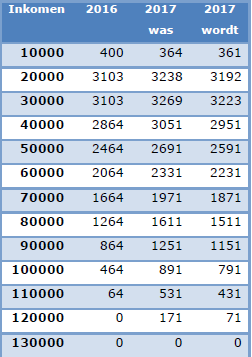 Inkomen 2016 2017 2017
was wordt
10000 400 364 361
20000 3103 3238 3192
30000 3103 3269 3223
40000 2864 3051 2951
50000 2464 2691 2591
60000 2064 2331 2231
70000 1664 1971 1871
80000 1264 1611 1511
90000 864 1251 1151
100000 464 891 791
110000 64 531 431
120000 0 171 71
130000 0 0 0